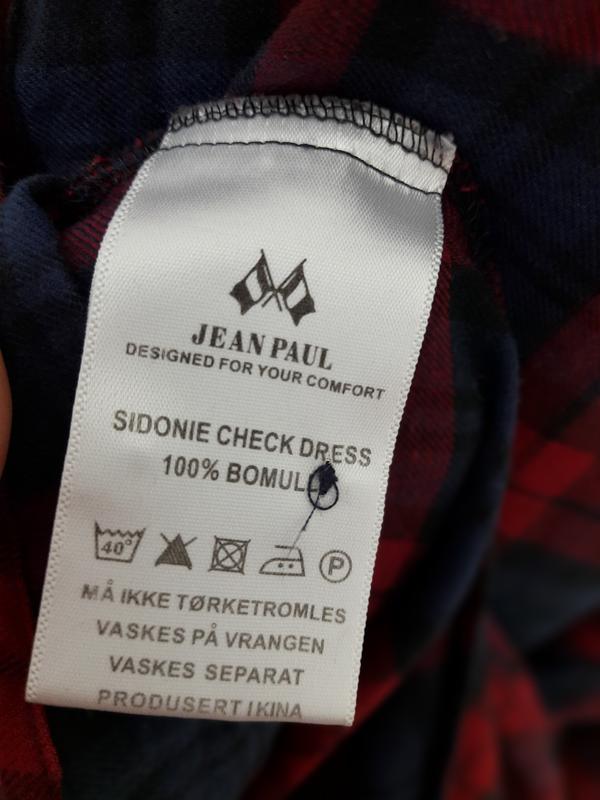 JEAN PAUL
DESIGNED FOR YOUR COMFORT
SIDONIE CHECK DRESS
100% BOMULL
40°
P
MÅ IKKE TØRKETROMLES
VASKES PÅ VRANGEN
VASKES SEPARAT
PRODUSERT I KINA